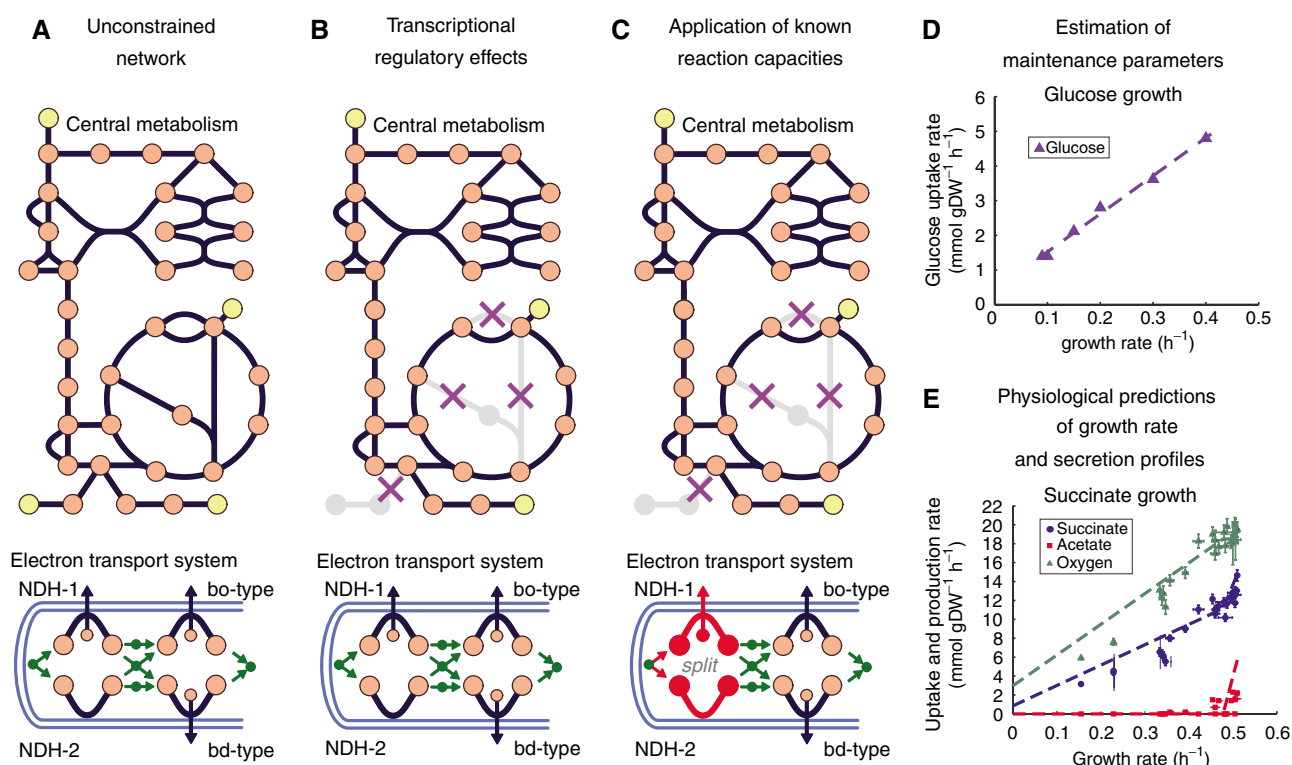 A
Unconstrained
network
Central metabolism
Electron transport system
NDH-1
bo-type
NDH-2
bd-type
B
Transcriptional
regulatory effects
Central metabolism
Electron transport system
NDH-1
bo-type
NDH-2
bd-type
C
Application of known
reaction capacities
Central metabolism
Electron transport system
NDH-1
bo-type
split
NDH-2
bd-type
D
Estimation of
maintenance parameters
Glucose growth
Glucose
Glucose uptake rate
(mmol gDW⁻¹ h⁻¹)
6
5
4
3
2
1
0
0 0.1 0.2 0.3 0.4 0.5
growth rate (h⁻¹)
E
Physiological predictions
of growth rate
and secretion profiles
Succinate growth
Succinate
Acetate
Oxygen
Uptake and production rate
(mmol gDW⁻¹ h⁻¹)
22
20
18
16
14
12
10
8
6
4
2
0
0 0.1 0.2 0.3 0.4 0.5 0.6
Growth rate (h⁻¹)